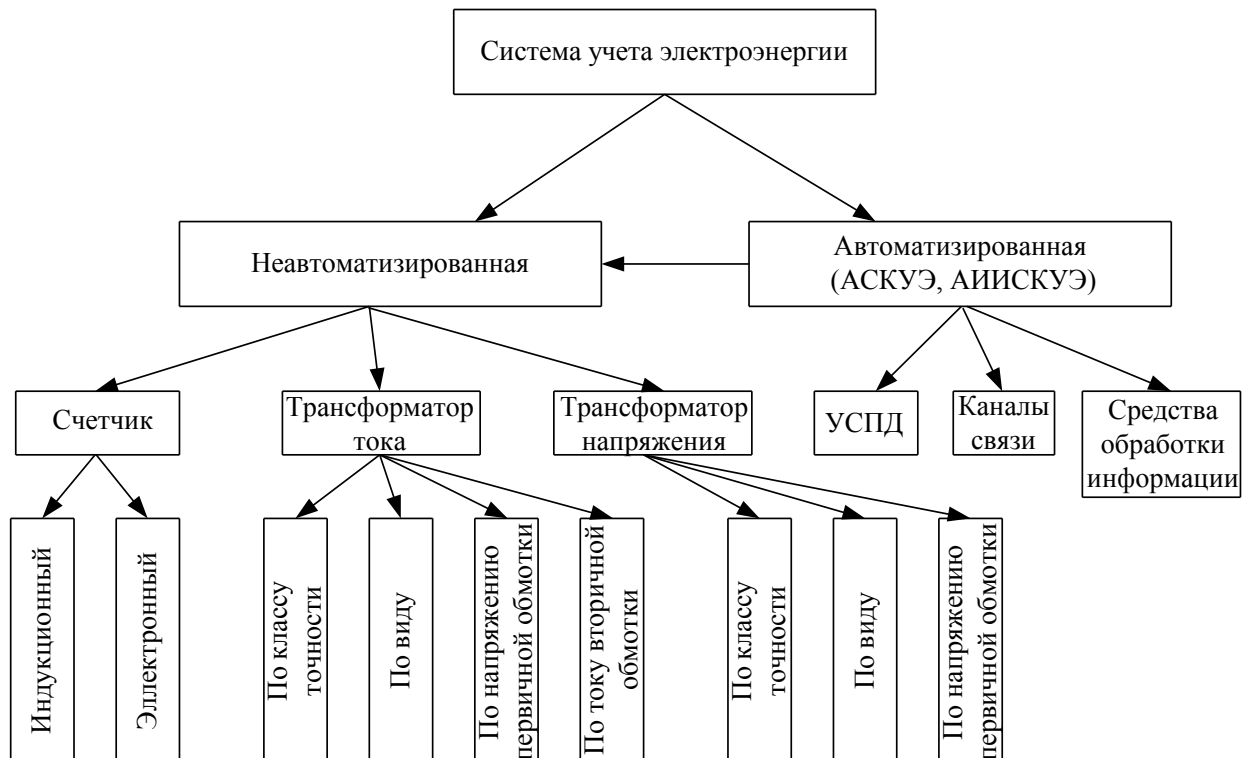 Система учета электроэнергии
Неавтоматизированная
Автоматизированная
(АСКУЭ, АИИСКУЭ)
Счетчик
Трансформатор
тока
Трансформатор
напряжения
УСПД
Каналы
связи
Средства
обработки
информации
Индукционный
Эллектронный
По классу
точности
По виду
По напряжению
первичной обмотки
По току вторичной
обмотки
По классу
точности
По виду
По напряжению
первичной обмотки